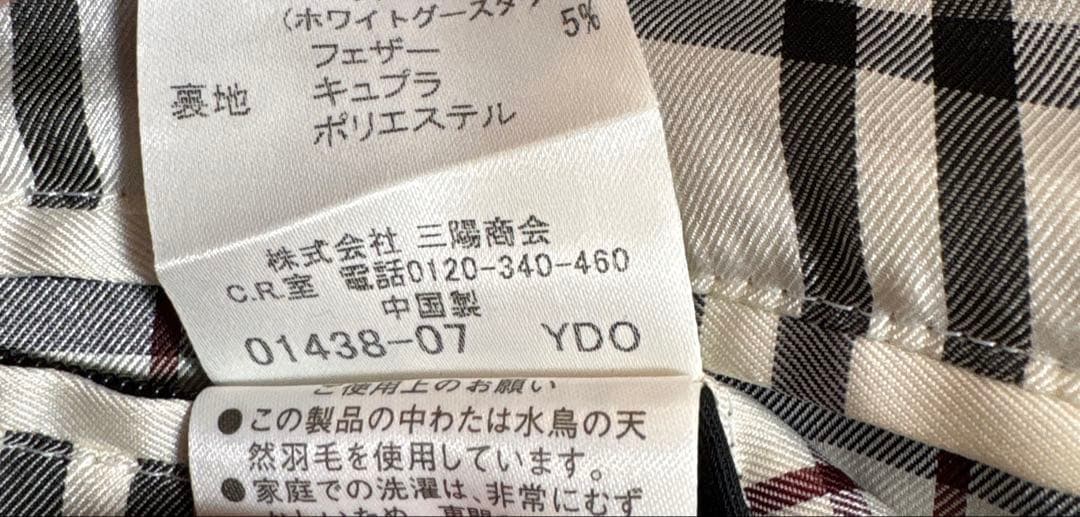 (ホワイトグースダウ
5%
フェザー
裏地 キュプラ
ポリエステル
株式会社 三陽商会
C.R.室 電話0120-340-460
中国製
01438-07 YDO
ご使用上のお願い
●この製品の中わたは水鳥の天
然羽毛を使用しています。
●家庭での洗濯は、非常にむず